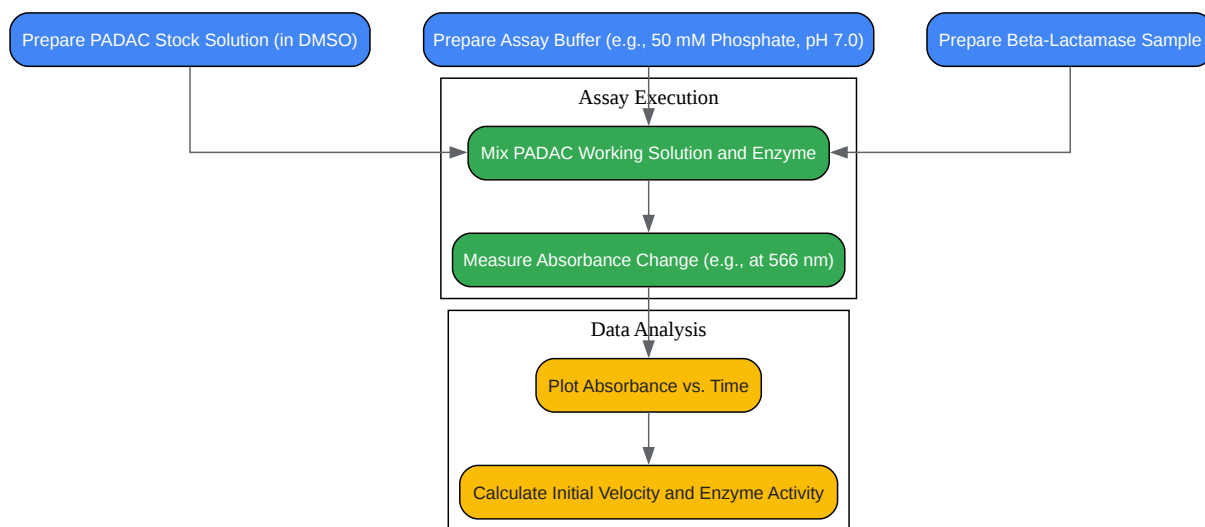 Prepare PADAC Stock Solution (in DMSO)
Prepare Assay Buffer (e.g., 50 mM Phosphate, pH 7.0)
Prepare Beta-Lactamase Sample
Assay Execution
Mix PADAC Working Solution and Enzyme
Measure Absorbance Change (e.g., at 566 nm)
Data Analysis
Plot Absorbance vs. Time
Calculate Initial Velocity and Enzyme Activity